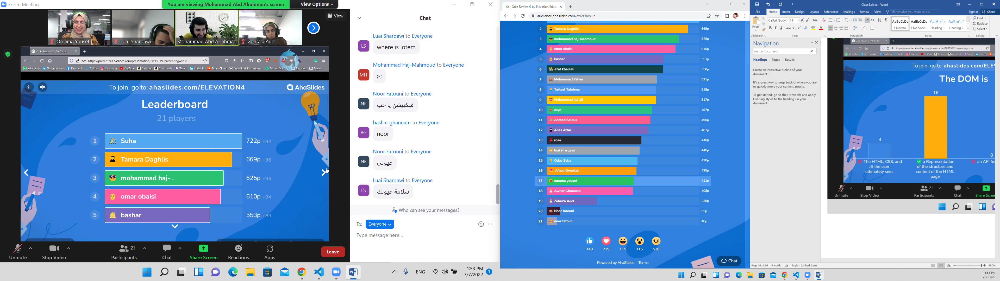 Zoom Meeting
You are viewing Mohammad Abd Alrahman's screen
View Options
View
Omama Yousef
Luai Sharqawi
Mohammad Abd Alrahman
Zahra'a Aqel
Quiz Review 0 - AhaSlides
https://presenter.ahaslides.com/presentation/2898919?presenting=true
WhatsApp
Telegram Web
Facebook
Twitter
Instagram
YouTube
Amazon
Amazon.de
Twitch
LinkedIn
SoundCloud
linkedin skill assessme...
Python Mastery
Elevation
Rawabi
To join, go to: ahaslides.com/ELEVATION4
AhaSlides
Leaderboard
21 players
1 Suha 722p +94
2 Tamara Daghlis 669p +96
3 mohammad haj-... 625p +94
4 omar obaisi 610p +94
5 bashar 553p +89
Unmute
Stop Video
21
Participants
Chat
Share Screen
Reactions
Apps
Leave
ENG
1:53 PM
7/7/2022
1
Chat
Luai Sharqawi to Everyone
LS
where is lotem
Mohammad Haj-Mahmoud to Everyone
MH
;-;
Noor Fatouni to Everyone
NF
فيكييشن يا حب
bashar ghannam to Everyone
BG
noor
Noor Fatouni to Everyone
NF
عيوني
Luai Sharqawi to Everyone
LS
سلامة عيونك
Who can see your messages?
To: Everyone
Type message here...
Quiz Review 0 by Elevation Educa
audience.ahaslides.com/aw2r3lwkue
2 Tamara Daghlis 669p
3 mohammad haj-mahmoud 625p
4 omar obaisi 610p
5 bashar 553p
6 ezat khaleeli 550p
7 Mohammad Yahya 521p
8 Tarteel Talahma 518p
9 Mohammad haj ali 517p
10 zayn 497p
11 Ahmad Salous 490p
12 Anas Attar 482p
13 roaa 448p
14 luai sharqawi 440p
15 Oday Sabe 430p
16 Afnan Dweikat 425p
17 omama yousef 411p
18 Awnar Ghannam 408p
19 Zahra'a Aqel 238p
20 Noor fatouni 65p
21 noor fatouni 48p
148
219
115
115
526
Powered by AhaSlides Terms
Chat
Class5.docx - Word
File
Home
Insert
Design
Layout
References
Mailings
Review
View
Tell me what you want to do...
Sign in
Share
Paste
Calibri (Body)
11
AaBbCcDc
¶ Normal
AaBbCcDc
¶ No Spac...
AaBbCc
Heading 1
AaBbCcE
Heading 2
Find
Replace
Select
Clipboard
Font
Paragraph
Styles
Editing
Navigation
Search document
Headings
Pages
Results
Create an interactive outline of your
document.
It's a great way to keep track of where you are
or quickly move your content around.
To get started, go to the Home tab and apply
Heading styles to the headings in your
document.
https://presenter.ahaslides.com/presentation/2898919?presenting=true
To join, go to: ahaslides.com/ELEV
The DOM is
4
16
0
The HTML, CSS, and
JS the user
ultimately sees
a Representation
of the structure and
content of the HTML
page
an API for
Unmute
Stop Video
21
Participants
Chat
Share Scree
Page 16 of 16
5 words
English (United States)
480%
1:53 PM
7/7/2022